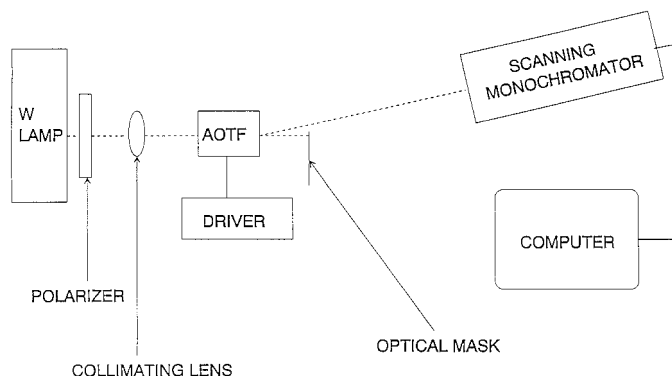 SCANNING
MONOCHROMATOR
W
LAMP
AOTF
DRIVER
COMPUTER
POLARIZER
OPTICAL MASK
COLLIMATING LENS